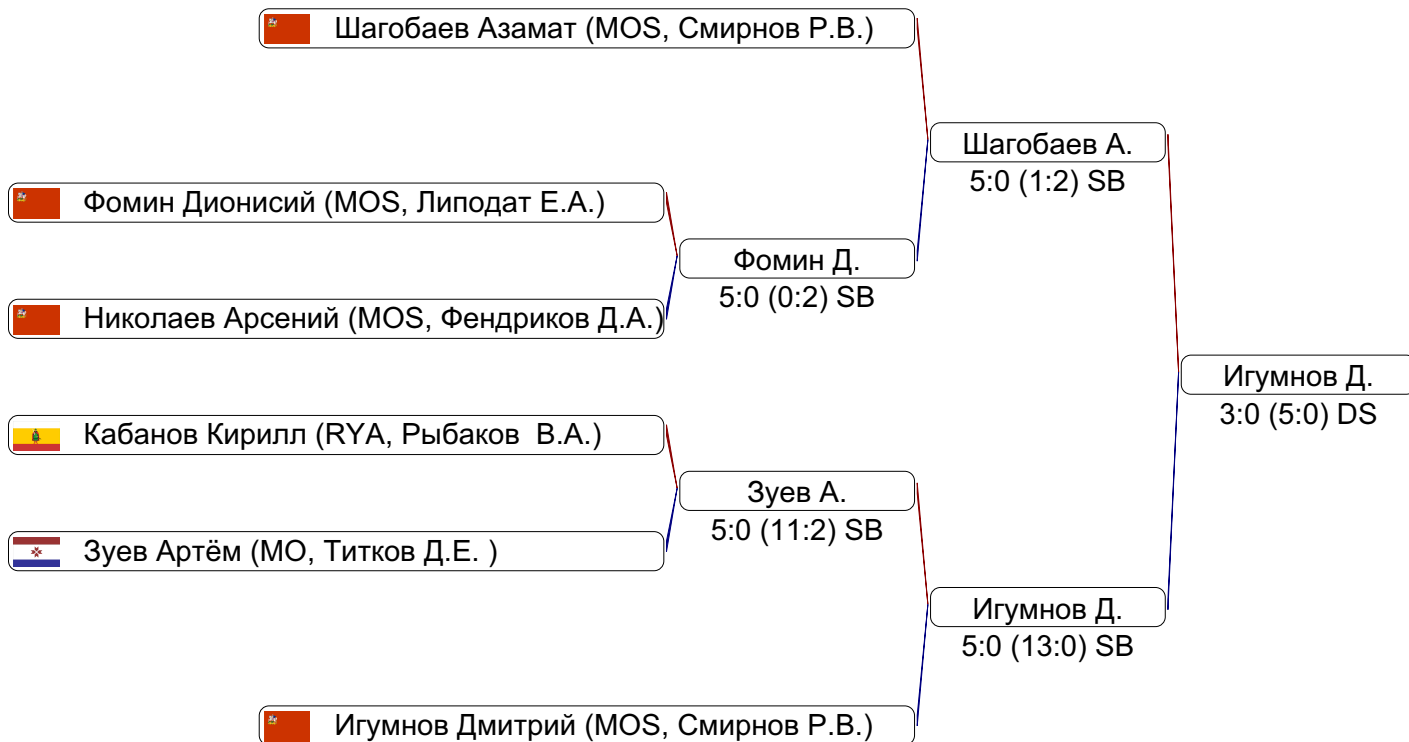 Шагобаев Азамат (MOS, Смирнов Р.В.)
Шагобаев А.
5:0 (1:2) SB
Фомин Дионисий (MOS, Липодат Е.А.)
Фомин Д.
5:0 (0:2) SB
Николаев Арсений (MOS, Фендриков Д.А.)
Игумнов Д.
3:0 (5:0) DS
Кабанов Кирилл (RYA, Рыбаков  В.А.)
Зуев А.
5:0 (11:2) SB
Зуев Артём (MO, Титков Д.Е. )
Игумнов Д.
5:0 (13:0) SB
Игумнов Дмитрий (MOS, Смирнов Р.В.)